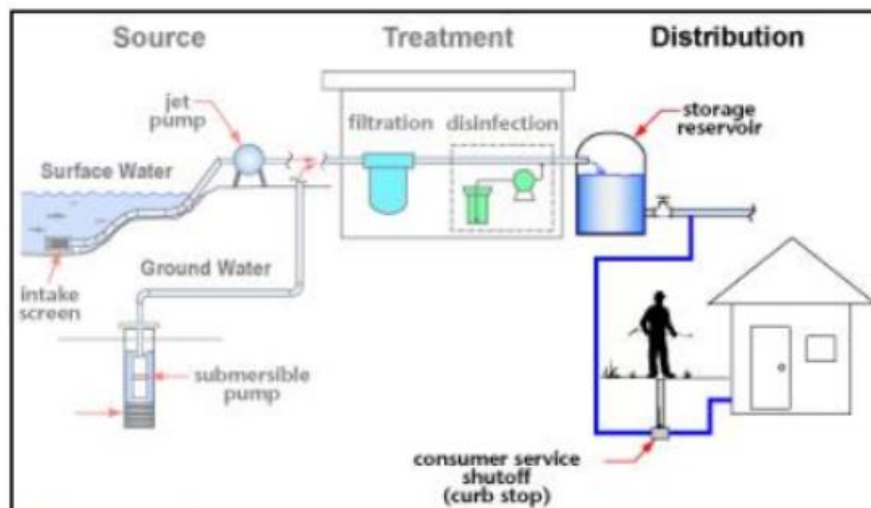 Source
Treatment
Distribution
jet
pump
filtration
disinfection
storage
reservoir
Surface Water
Ground Water
intake
screen
submersible
pump
consumer service
shutoff
(curb stop)